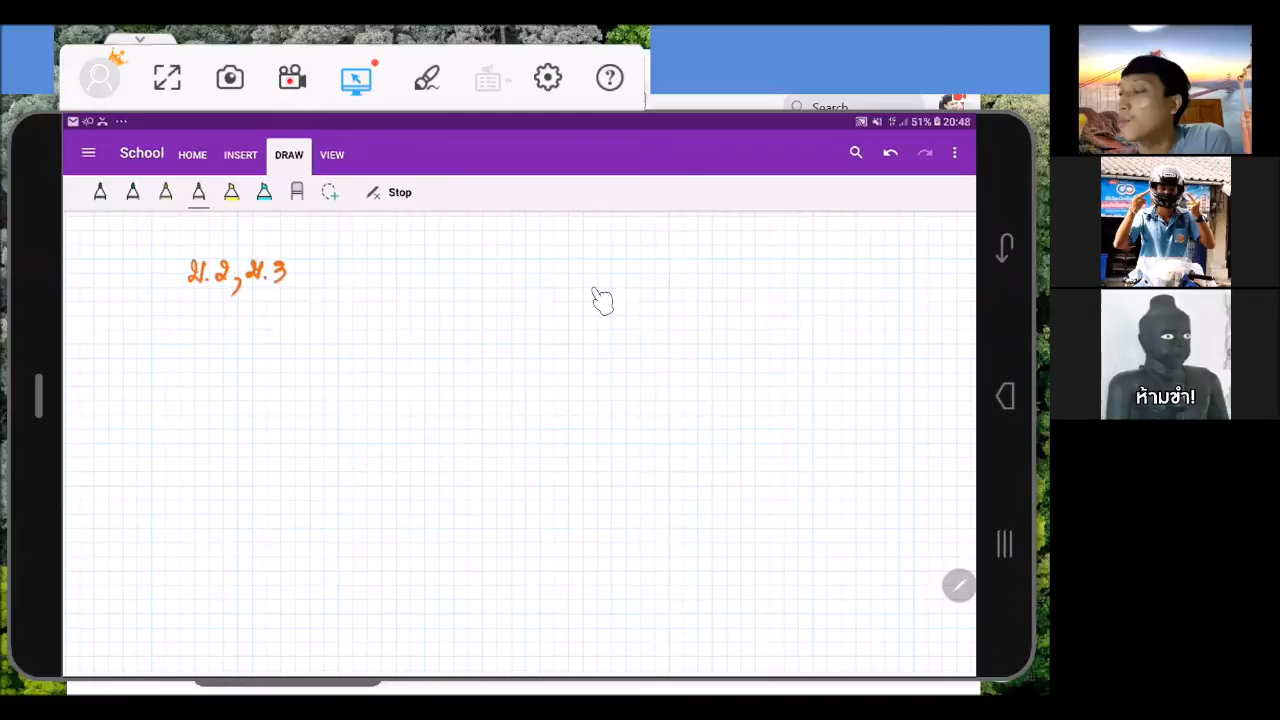 Search
51% 20:48
School HOME INSERT DRAW VIEW
Stop
ม.2, ม.3
ห้ามขำ!